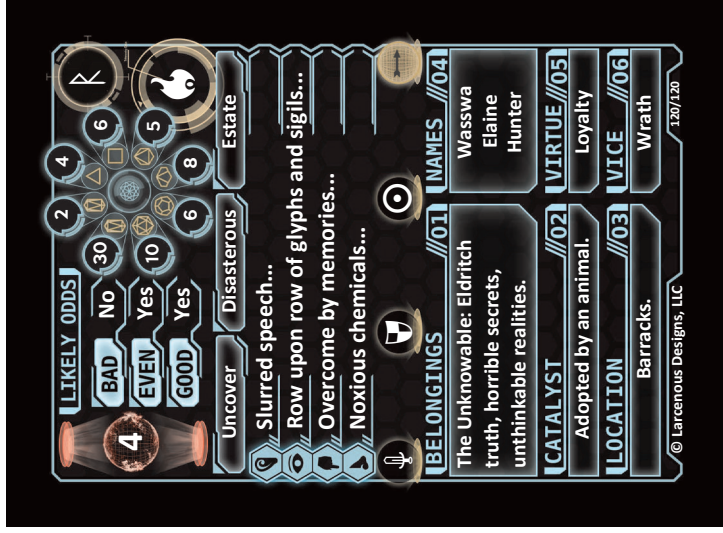 LIKELY ODDS
4
BAD No
EVEN Yes
GOOD Yes
2
4
6
5
8
6
10
30
ᚱ
Uncover
Disasterous
Estate
Slurred speech...
Row upon row of glyphs and sigils...
Overcome by memories...
Noxious chemicals...
BELONGINGS //01
The Unknowable: Eldritch
truth, horrible secrets,
unthinkable realities.
CATALYST //02
Adopted by an animal.
LOCATION //03
Barracks.
NAMES //04
Wasswa
Elaine
Hunter
VIRTUE //05
Loyalty
VICE //06
Wrath
© Larcenous Designs, LLC
120/120